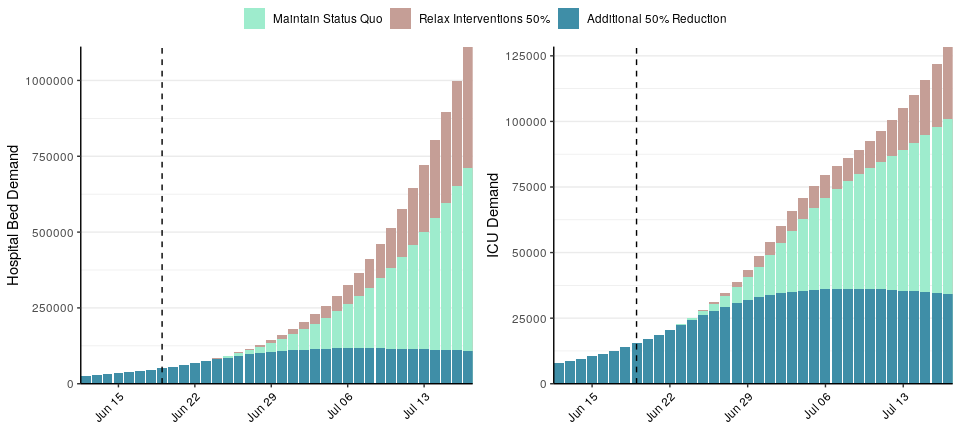 Maintain Status Quo Relax Interventions 50% Additional 50% Reduction
Hospital Bed Demand
1000000
750000
500000
250000
0
Jun 15 Jun 22 Jun 29 Jul 06 Jul 13
ICU Demand
125000
100000
75000
50000
25000
0
Jun 15 Jun 22 Jun 29 Jul 06 Jul 13